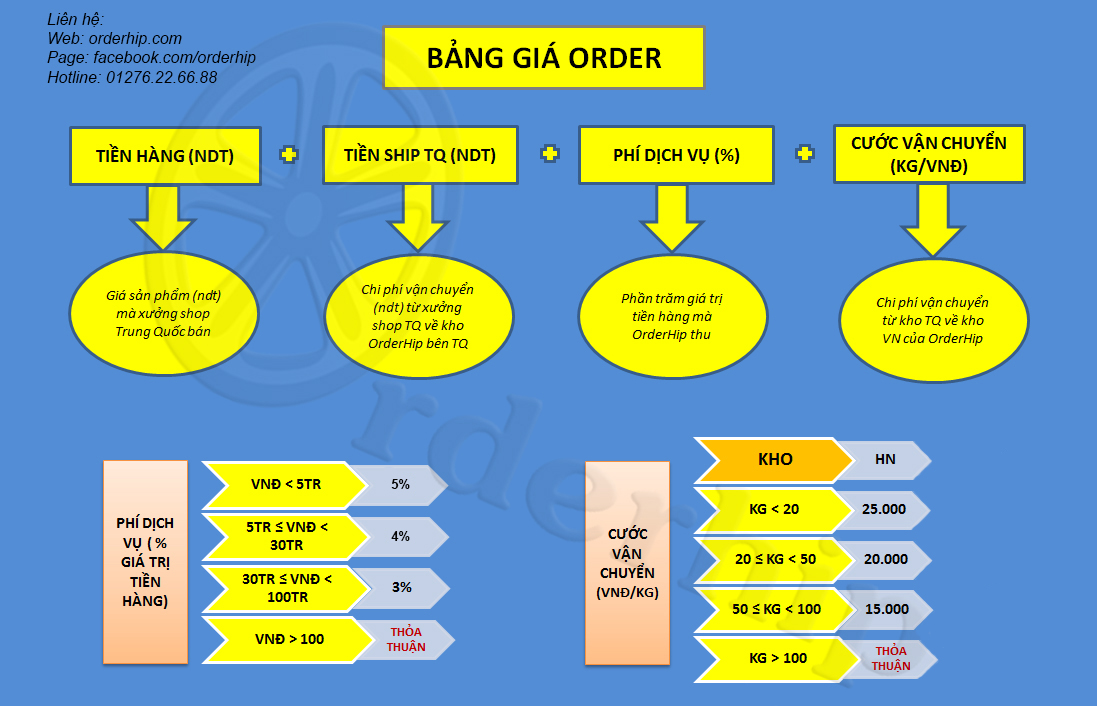 Liên hệ:
Web: orderhip.com
Page: facebook.com/orderhip
Hotline: 01276.22.66.88
BẢNG GIÁ ORDER
TIỀN HÀNG (NDT)
TIỀN SHIP TQ (NDT)
PHÍ DỊCH VỤ (%)
CƯỚC VẬN CHUYỂN
(KG/VNĐ)
Giá sản phẩm (ndt)
mà xưởng shop
Trung Quốc bán
Chi phí vận chuyển
(ndt) từ xưởng
shop TQ về kho
OrderHip bên TQ
Phần trăm giá trị
tiền hàng mà
OrderHip thu
Chi phí vận chuyển
từ kho TQ về kho
VN của OrderHip
PHÍ DỊCH
VỤ ( %
GIÁ TRỊ
TIỀN
HÀNG)
VNĐ < 5TR
5%
5TR ≤ VNĐ <
30TR
4%
30TR ≤ VNĐ <
100TR
3%
VNĐ > 100
THỎA
THUẬN
CƯỚC
VẬN
CHUYỂN
(VNĐ/KG)
KHO
HN
KG < 20
25.000
20 ≤ KG < 50
20.000
50 ≤ KG < 100
15.000
KG > 100
THỎA
THUẬN
orderhip